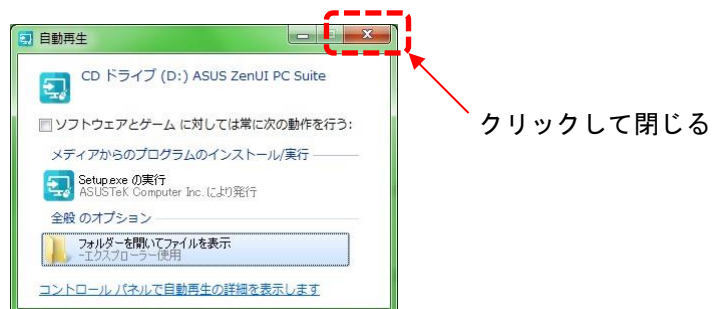 自動再生
CD ドライブ (D:) ASUS ZenUI PC Suite
ソフトウェアとゲーム に対しては常に次の動作を行う:
メディアからのプログラムのインストール/実行
Setup.exe の実行
ASUSTeK Computer Inc. により発行
全般 のオプション
フォルダーを開いてファイルを表示
-エクスプローラー使用
コントロール パネルで自動再生の詳細を表示します
クリックして閉じる